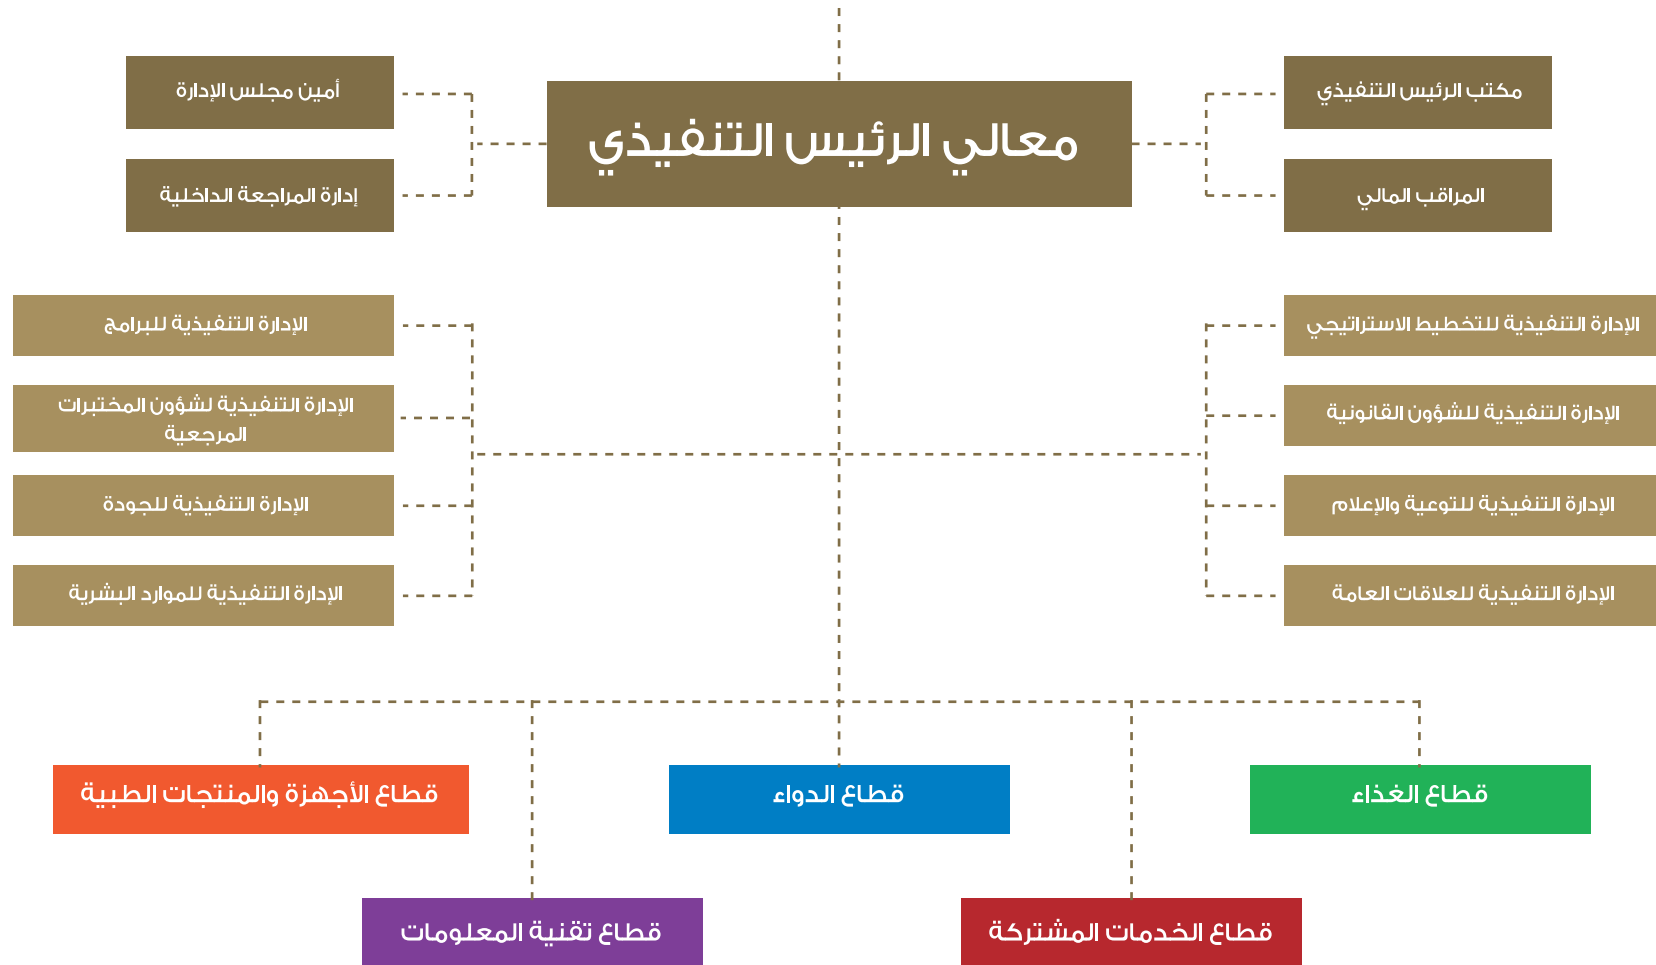 معالي الرئيس التنفيذي
مكتب الرئيس التنفيذي
أمين مجلس الإدارة
المراقب المالي
إدارة المراجعة الداخلية
الإدارة التنفيذية للتخطيط الاستراتيجي
الإدارة التنفيذية للبرامج
الإدارة التنفيذية للشؤون القانونية
الإدارة التنفيذية لشؤون المختبرات
المرجعية
الإدارة التنفيذية للتوعية والإعلام
الإدارة التنفيذية للجودة
الإدارة التنفيذية للعلاقات العامة
الإدارة التنفيذية للموارد البشرية
قطاع الغذاء
قطاع الدواء
قطاع الأجهزة والمنتجات الطبية
قطاع الخدمات المشتركة
قطاع تقنية المعلومات